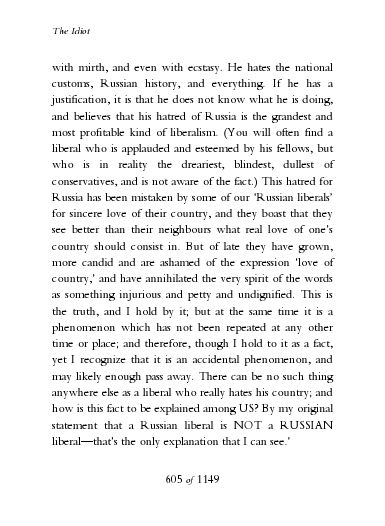 The Idiot
with mirth, and even with ecstasy. He hates the national
customs, Russian history, and everything. If he has a
justification, it is that he does not know what he is doing,
and believes that his hatred of Russia is the grandest and
most profitable kind of liberalism. (You will often find a
liberal who is applauded and esteemed by his fellows, but
who is in reality the dreariest, blindest, dullest of
conservatives, and is not aware of the fact.) This hatred for
Russia has been mistaken by some of our 'Russian liberals'
for sincere love of their country, and they boast that they
see better than their neighbours what real love of one's
country should consist in. But of late they have grown,
more candid and are ashamed of the expression 'love of
country,' and have annihilated the very spirit of the words
as something injurious and petty and undignified. This is
the truth, and I hold by it; but at the same time it is a
phenomenon which has not been repeated at any other
time or place; and therefore, though I hold to it as a fact,
yet I recognize that it is an accidental phenomenon, and
may likely enough pass away. There can be no such thing
anywhere else as a liberal who really hates his country; and
how is this fact to be explained among US? By my original
statement that a Russian liberal is NOT a RUSSIAN
liberal—that's the only explanation that I can see.'
605 of 1149